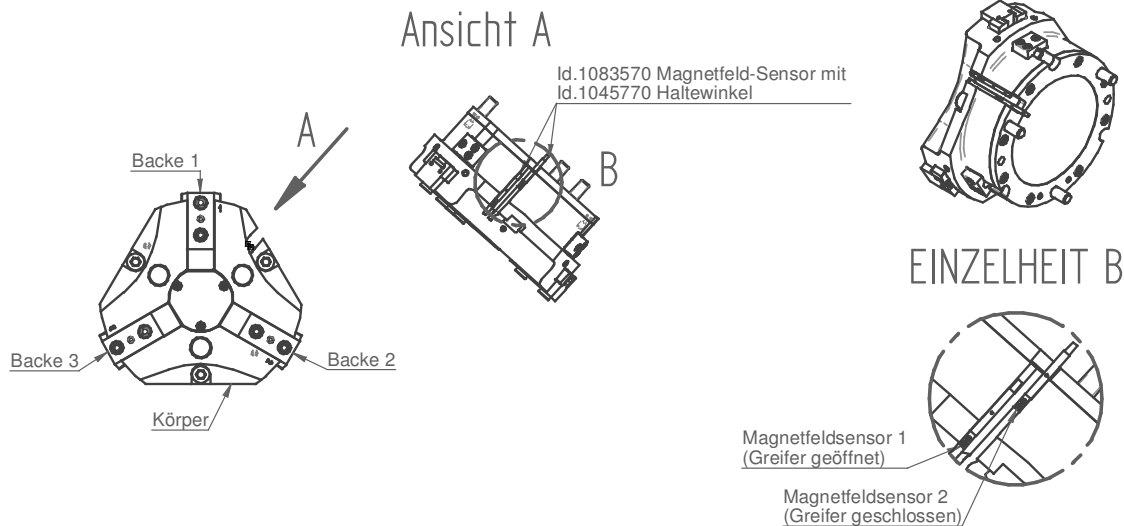 Ansicht A
Id.1083570 Magnetfeld-Sensor mit
Id.1045770 Haltewinkel
A
B
Backe 1
Backe 3
Backe 2
Körper
EINZELHEIT B
Magnetfeldsensor 1
(Greifer geöffnet)
Magnetfeldsensor 2
(Greifer geschlossen)